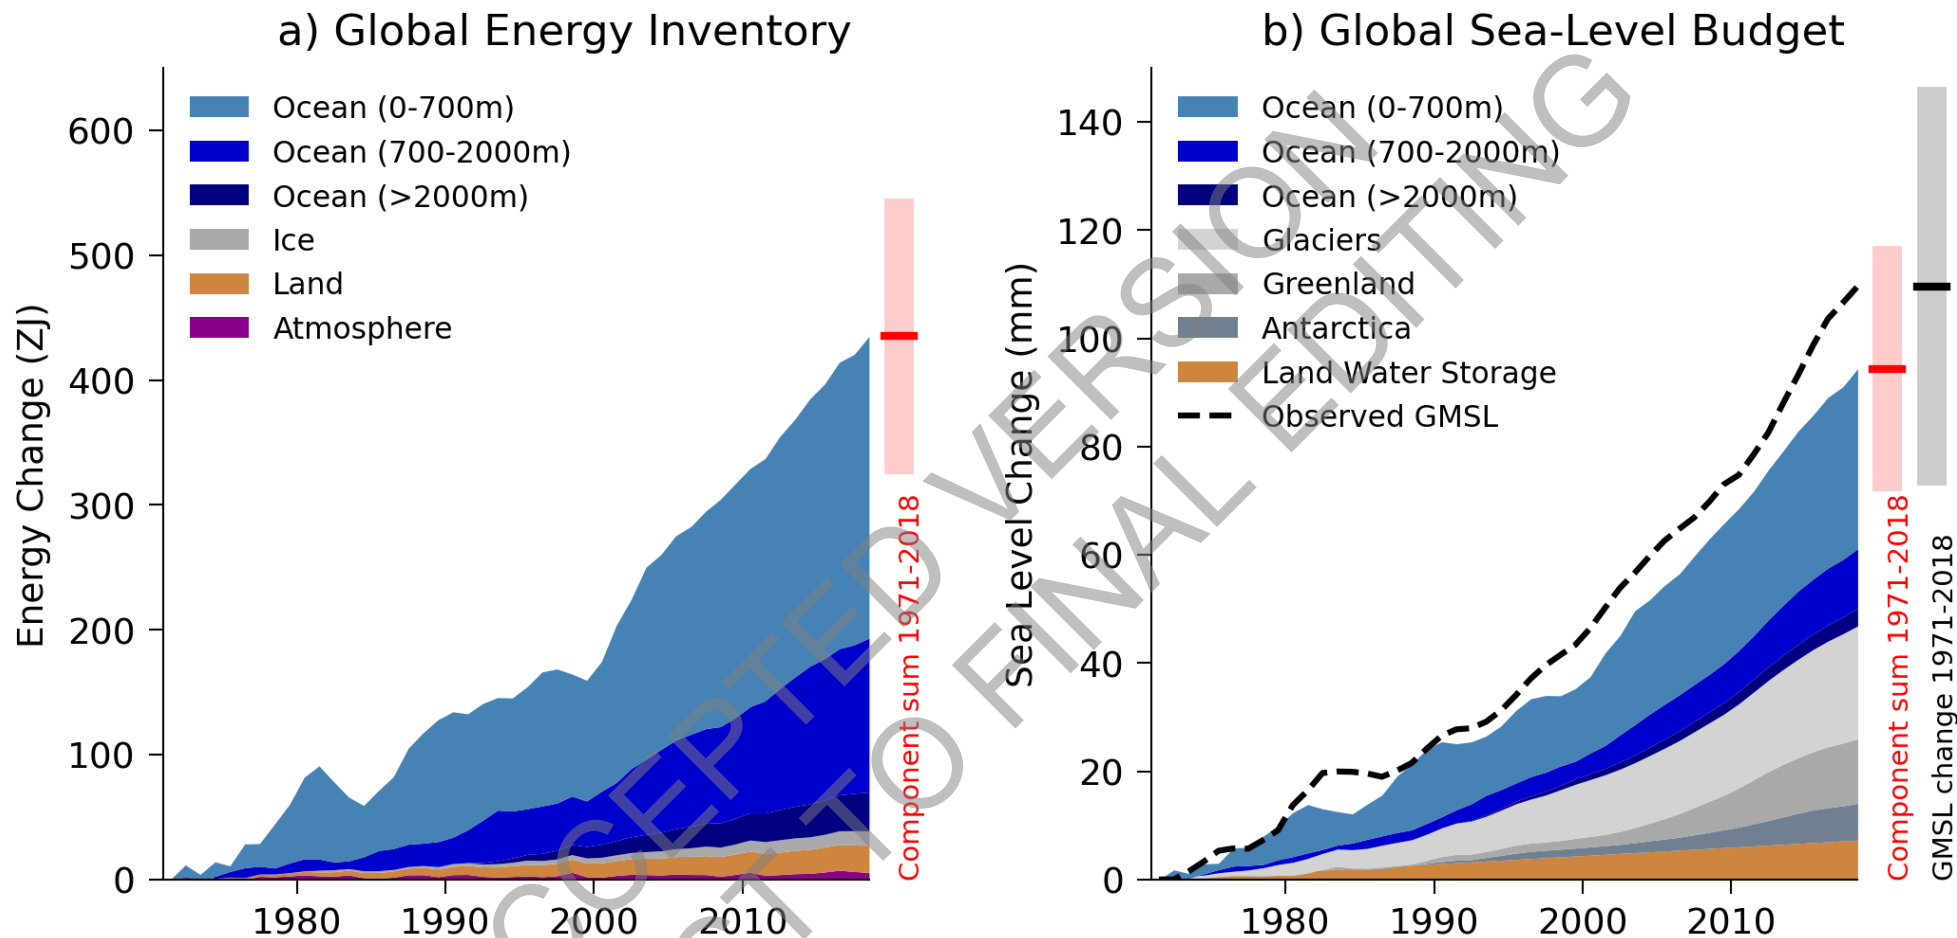 a) Global Energy Inventory
Energy Change (ZJ)
600
500
400
300
200
100
0
1980
1990
2000
2010
Ocean (0-700m)
Ocean (700-2000m)
Ocean (>2000m)
Ice
Land
Atmosphere
Component sum 1971-2018
b) Global Sea-Level Budget
Sea Level Change (mm)
140
120
100
80
60
40
20
0
1980
1990
2000
2010
Ocean (0-700m)
Ocean (700-2000m)
Ocean (>2000m)
Glaciers
Greenland
Antarctica
Land Water Storage
Observed GMSL
Component sum 1971-2018
GMSL change 1971-2018
CCEPTED VERSION
CT TO FINAL EDITING